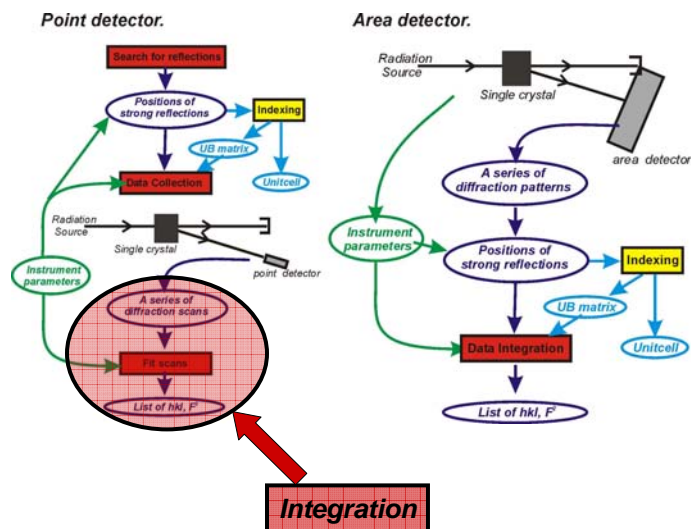 Point detector.
Search for reflections
Positions of
strong reflections
Indexing
UB matrix
Unitcell
Data Collection
Radiation
Source
Single crystal
point detector
Instrument
parameters
A series of
diffraction scans
Fit scans
List of hkl, F²
Integration
Area detector.
Radiation
Source
Single crystal
area detector
A series of
diffraction patterns
Instrument
parameters
Positions of
strong reflections
Indexing
UB matrix
Unitcell
Data Integration
List of hkl, F²